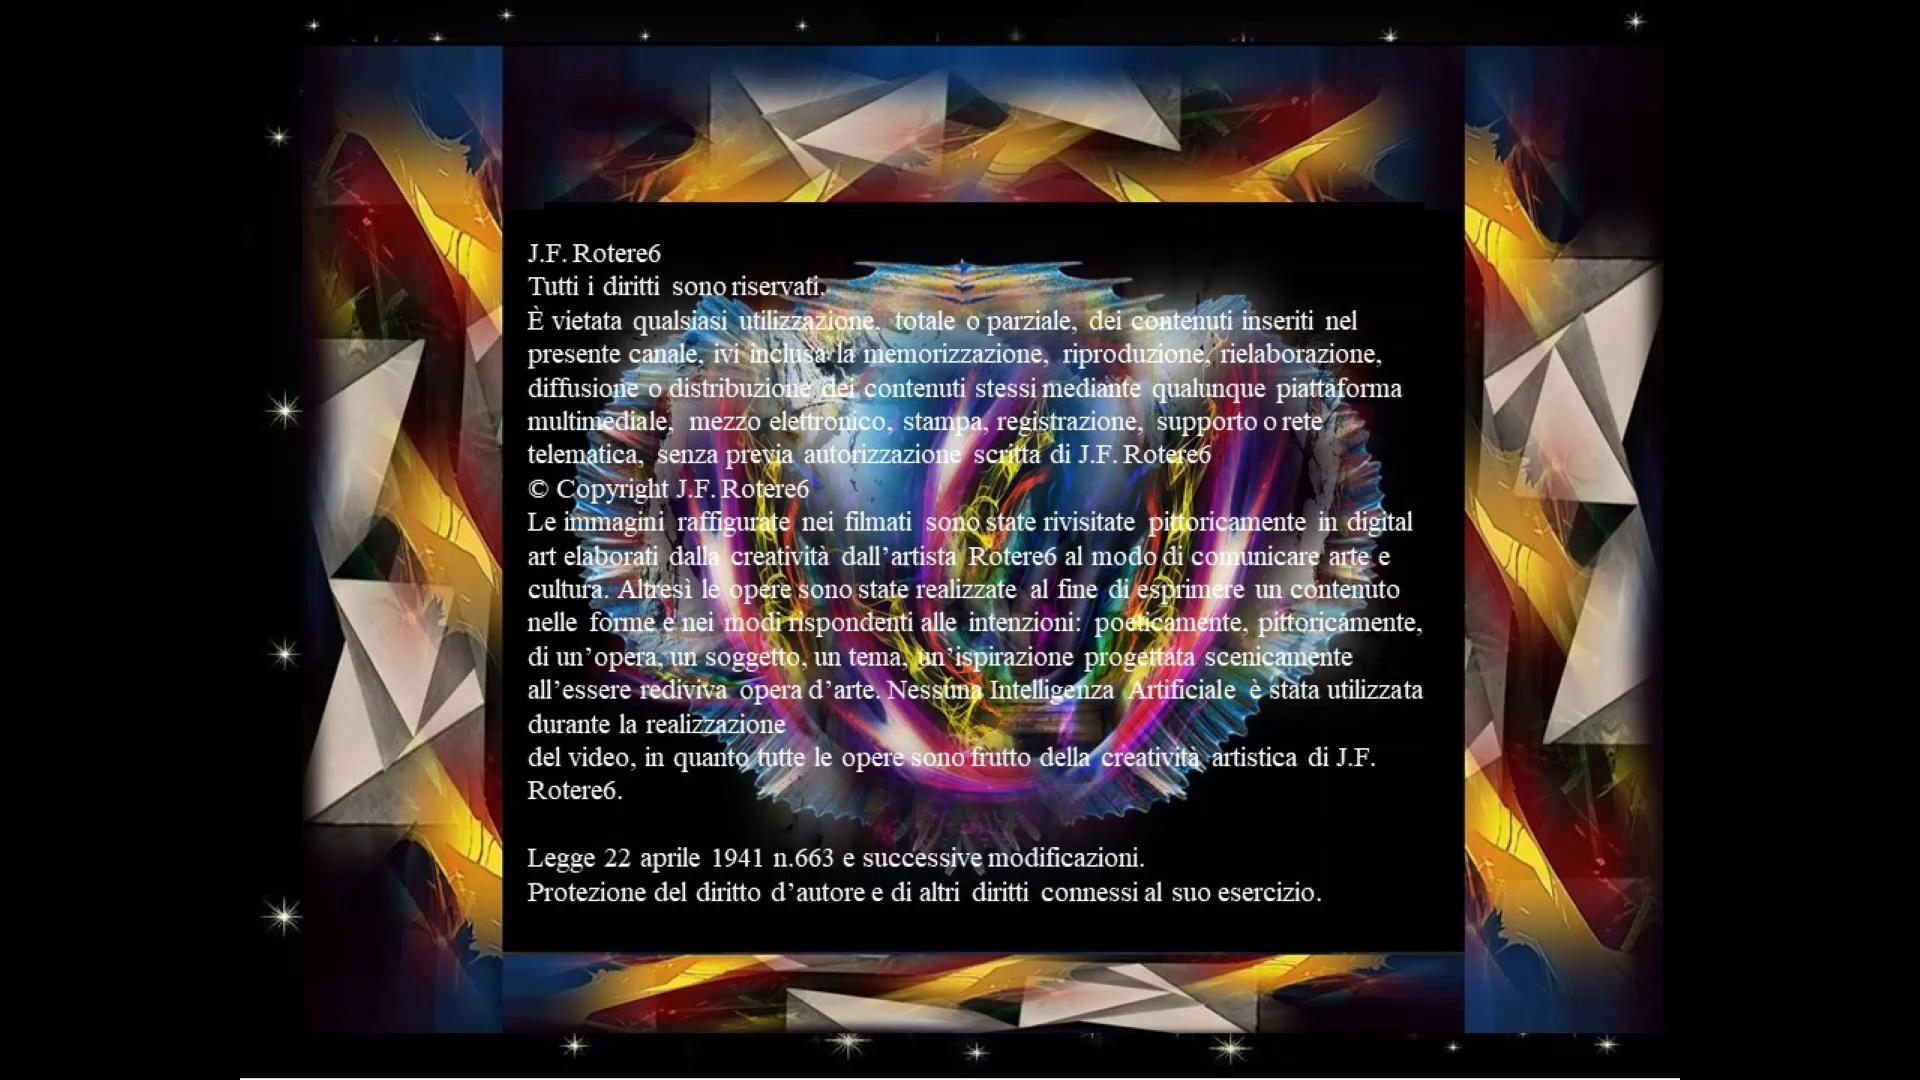 J.F. Rotere6
Tutti i diritti sono riservati.
È vietata qualsiasi utilizzazione, totale o parziale, dei contenuti inseriti nel
presente canale, ivi inclusa la memorizzazione, riproduzione, rielaborazione,
diffusione o distribuzione dei contenuti stessi mediante qualunque piattaforma
multimediale, mezzo elettronico, stampa, registrazione, supporto o rete
telematica, senza previa autorizzazione scritta di J.F. Rotere6
© Copyright J.F. Rotere6
Le immagini raffigurate nei filmati sono state rivisitate pittoricamente in digital
art elaborati dalla creatività dall’artista Rotere6 al modo di comunicare arte e
cultura. Altresì le opere sono state realizzate al fine di esprimere un contenuto
nelle forme e nei modi rispondenti alle intenzioni: poeticamente, pittoricamente,
di un’opera, un soggetto, un tema, un’ispirazione progettata scenicamente
all’essere rediviva opera d’arte. Nessuna Intelligenza Artificiale è stata utilizzata
durante la realizzazione
del video, in quanto tutte le opere sono frutto della creatività artistica di J.F.
Rotere6.
Legge 22 aprile 1941 n.663 e successive modificazioni.
Protezione del diritto d’autore e di altri diritti connessi al suo esercizio.